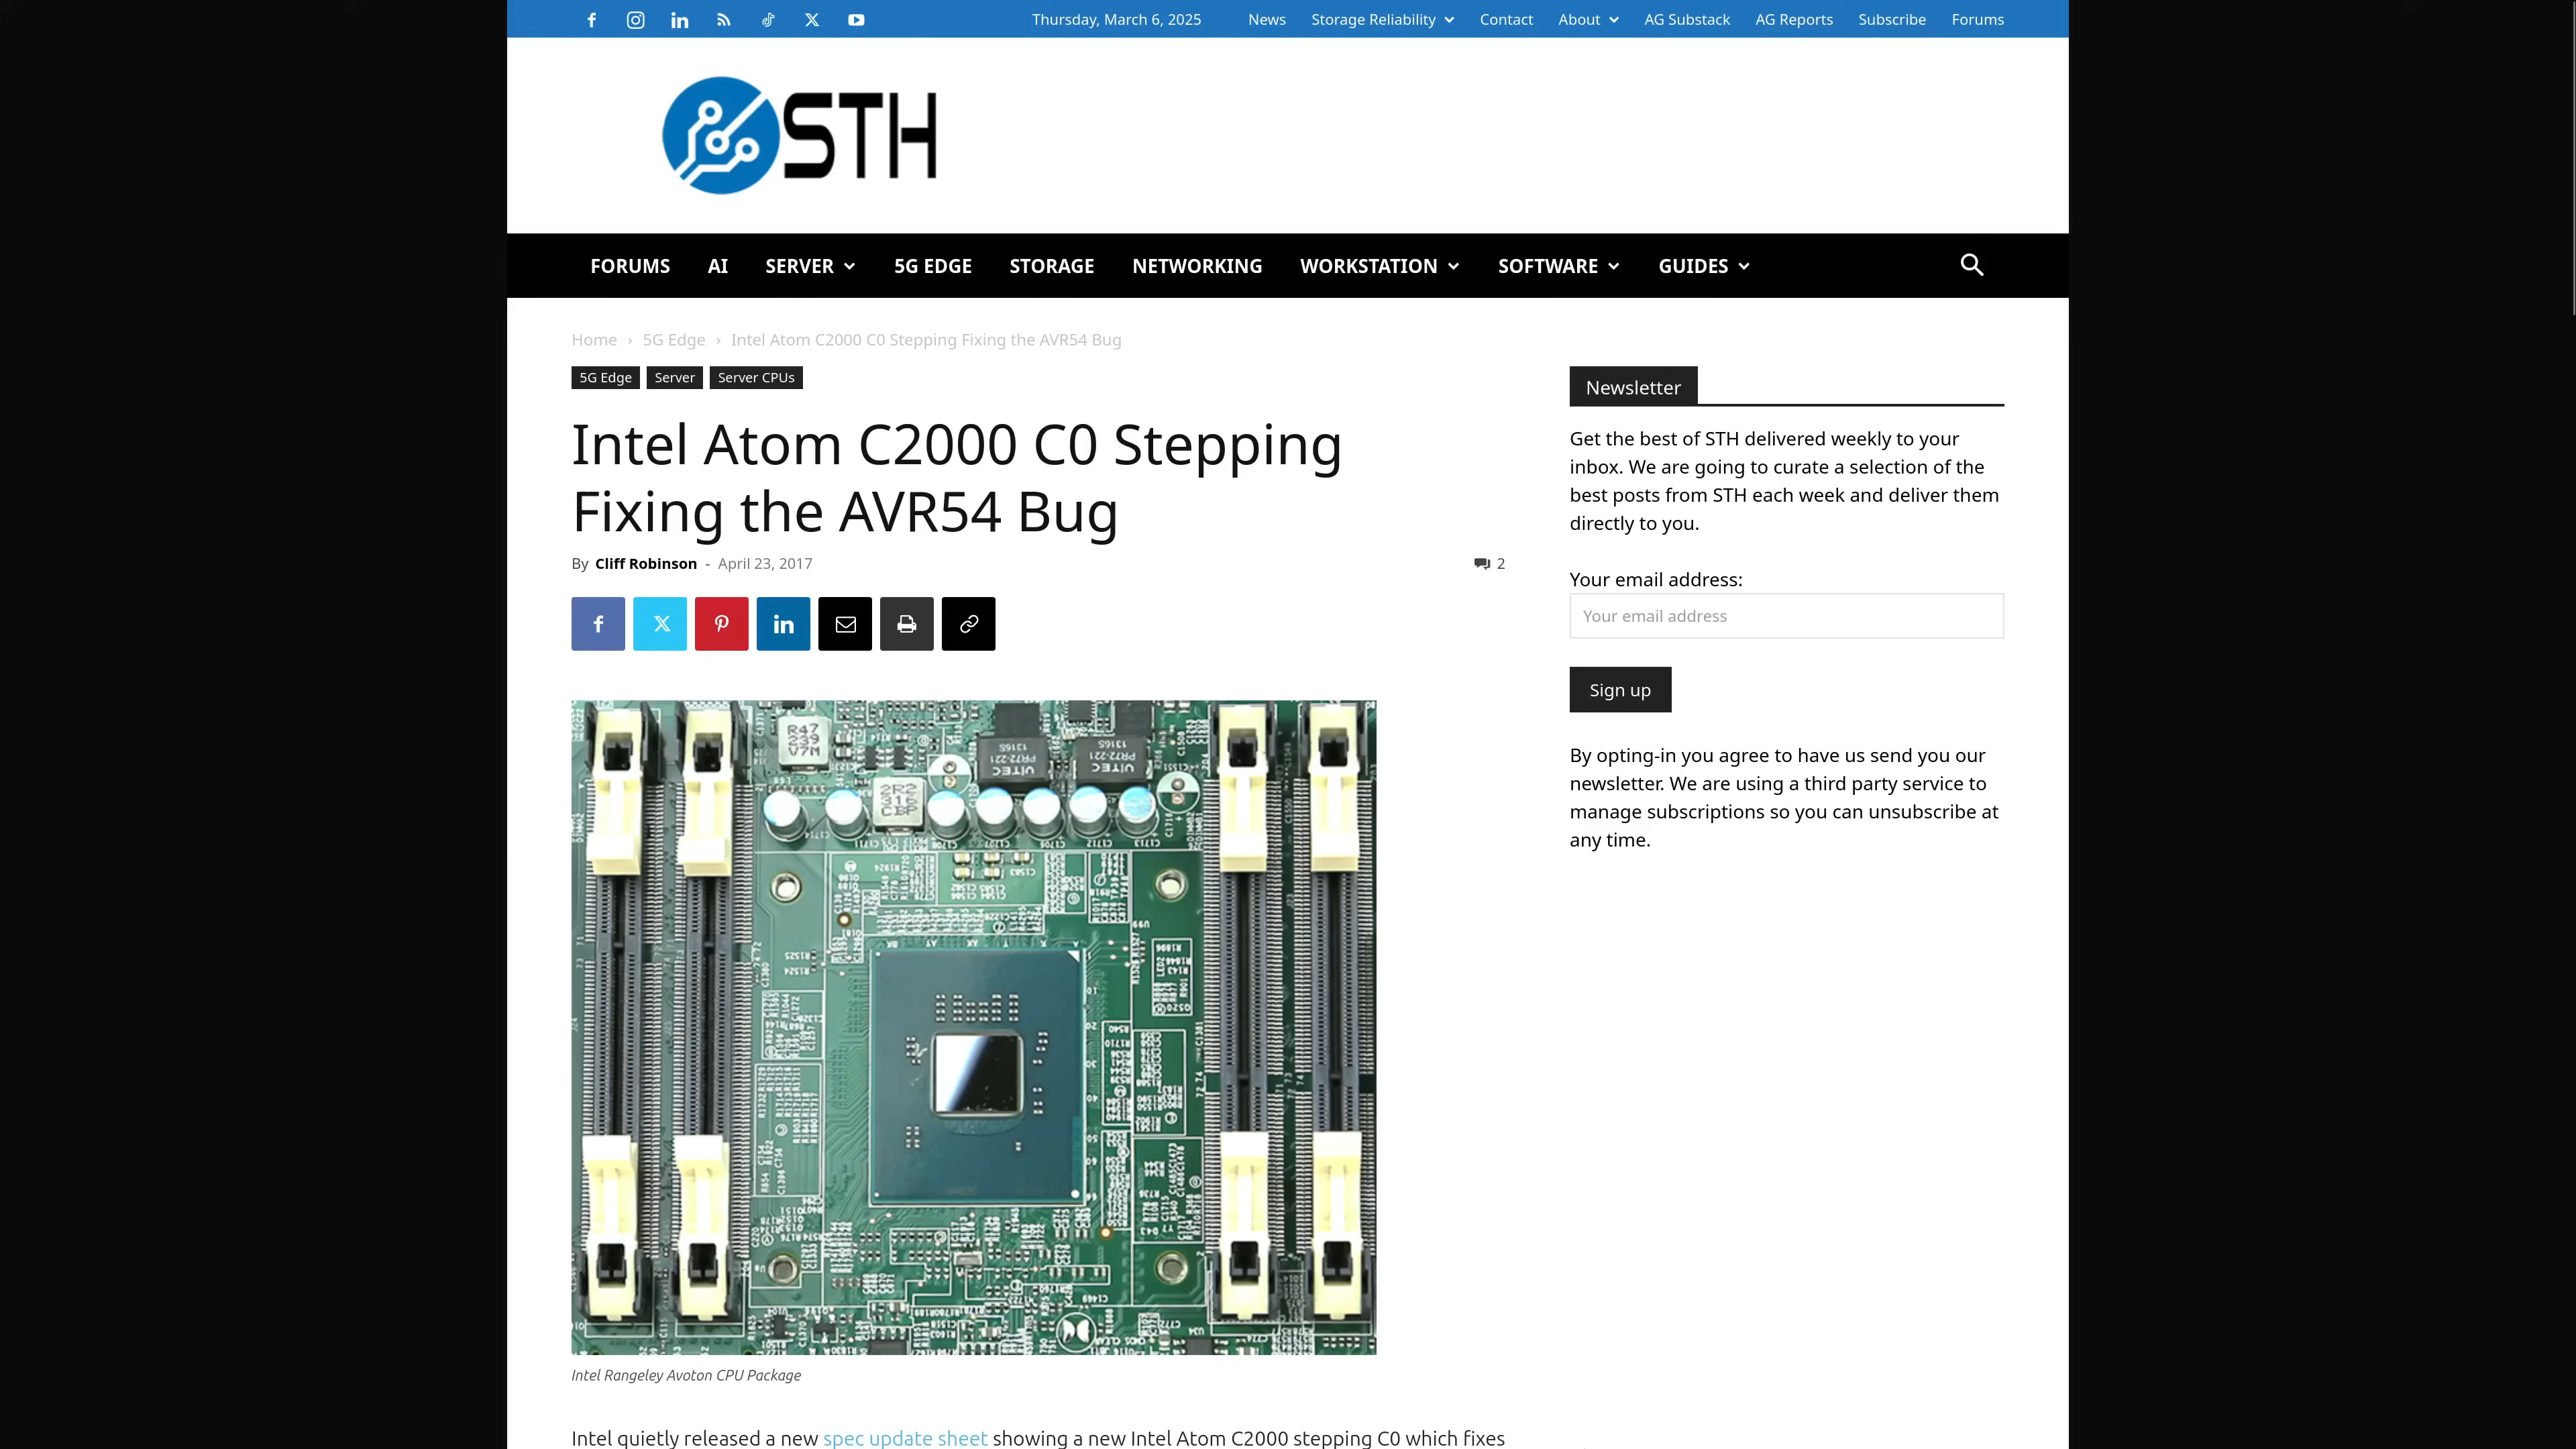 Thursday, March 6, 2025 News Storage Reliability Contact About AG Substack AG Reports Subscribe Forums
STH
FORUMS AI SERVER 5G EDGE STORAGE NETWORKING WORKSTATION SOFTWARE GUIDES
Home › 5G Edge › Intel Atom C2000 C0 Stepping Fixing the AVR54 Bug
5G Edge Server Server CPUs
Intel Atom C2000 C0 Stepping
Fixing the AVR54 Bug
By Cliff Robinson - April 23, 2017
2
Intel Rangeley Avoton CPU Package
Intel quietly released a new spec update sheet showing a new Intel Atom C2000 stepping C0 which fixes
Newsletter
Get the best of STH delivered weekly to your
inbox. We are going to curate a selection of the
best posts from STH each week and deliver them
directly to you.
Your email address:
Your email address
Sign up
By opting-in you agree to have us send you our
newsletter. We are using a third party service to
manage subscriptions so you can unsubscribe at
any time.